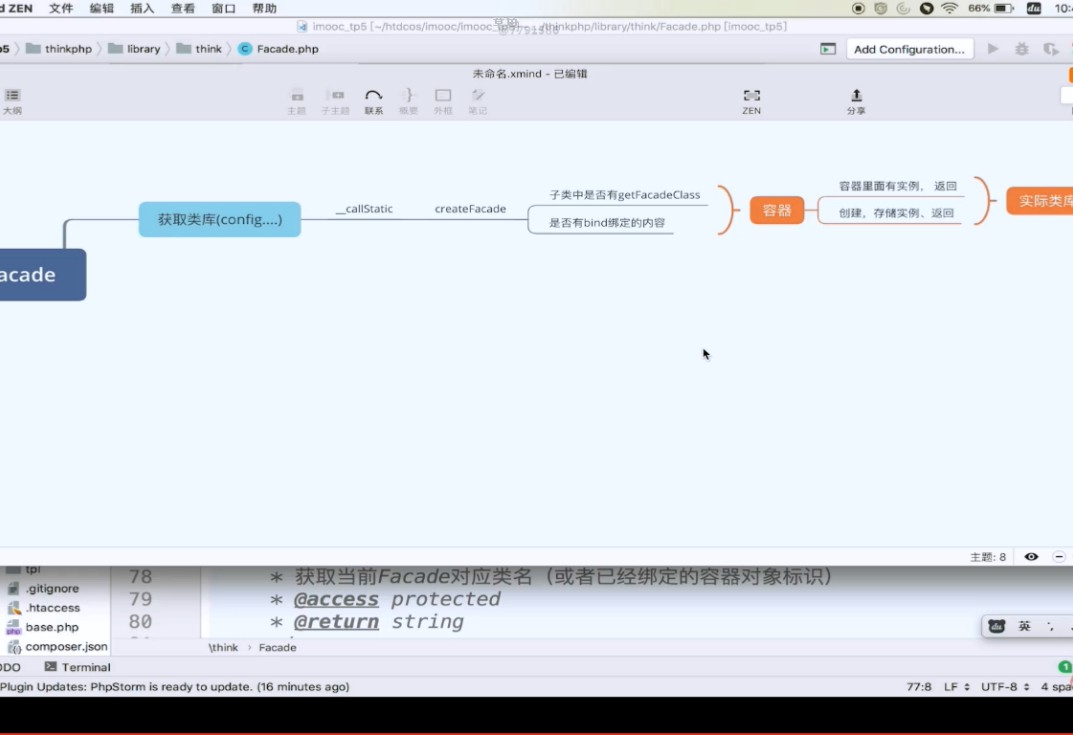 d ZEN 文件 编辑 插入 查看 窗口 帮助 66% du 10:
imooc_tp5 [~/htdcos/imooc/imooc_tp5/thinkphp/library/think/Facade.php [imooc_tp5]
p5 thinkphp library think C Facade.php Add Configuration...
未命名.xmind - 已编辑
大纲 主题 子主题 联系 概要 外框 笔记 ZEN 分享
acade
获取类库(config....)
__callStatic
createFacade
子类中是否有getFacadeClass
是否有bind绑定的内容
容器
容器里面有实例， 返回
创建，存储实例、返回
实际类库
主题: 8
tpl
.gitignore
.htaccess
base.php
composer.json
78 * 获取当前Facade对应类名（或者已经绑定的容器对象标识）
79 * @access protected
80 * @return string
du 英
\think › Facade
ODO Terminal 1
Plugin Updates: PhpStorm is ready to update. (16 minutes ago) 77:8 LF UTF-8 4 spa